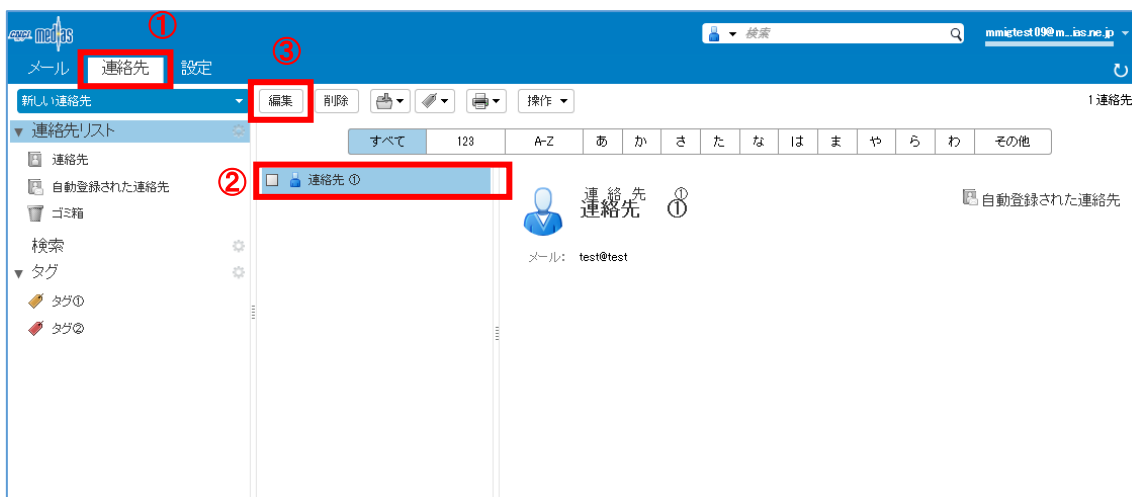 ①
CNCI medias
検索
mmigtest09@m...ias.ne.jp
メール 連絡先 設定
③
新しい連絡先
編集 削除 操作
1 連絡先
連絡先リスト
すべて 123 A-Z あ か さ た な は ま や ら わ その他
連絡先
②
連絡先 ①
自動登録された連絡先
ゴミ箱
連絡先 ①
連絡先 ①
自動登録された連絡先
検索
メール: test@test
タグ
タグ①
タグ②